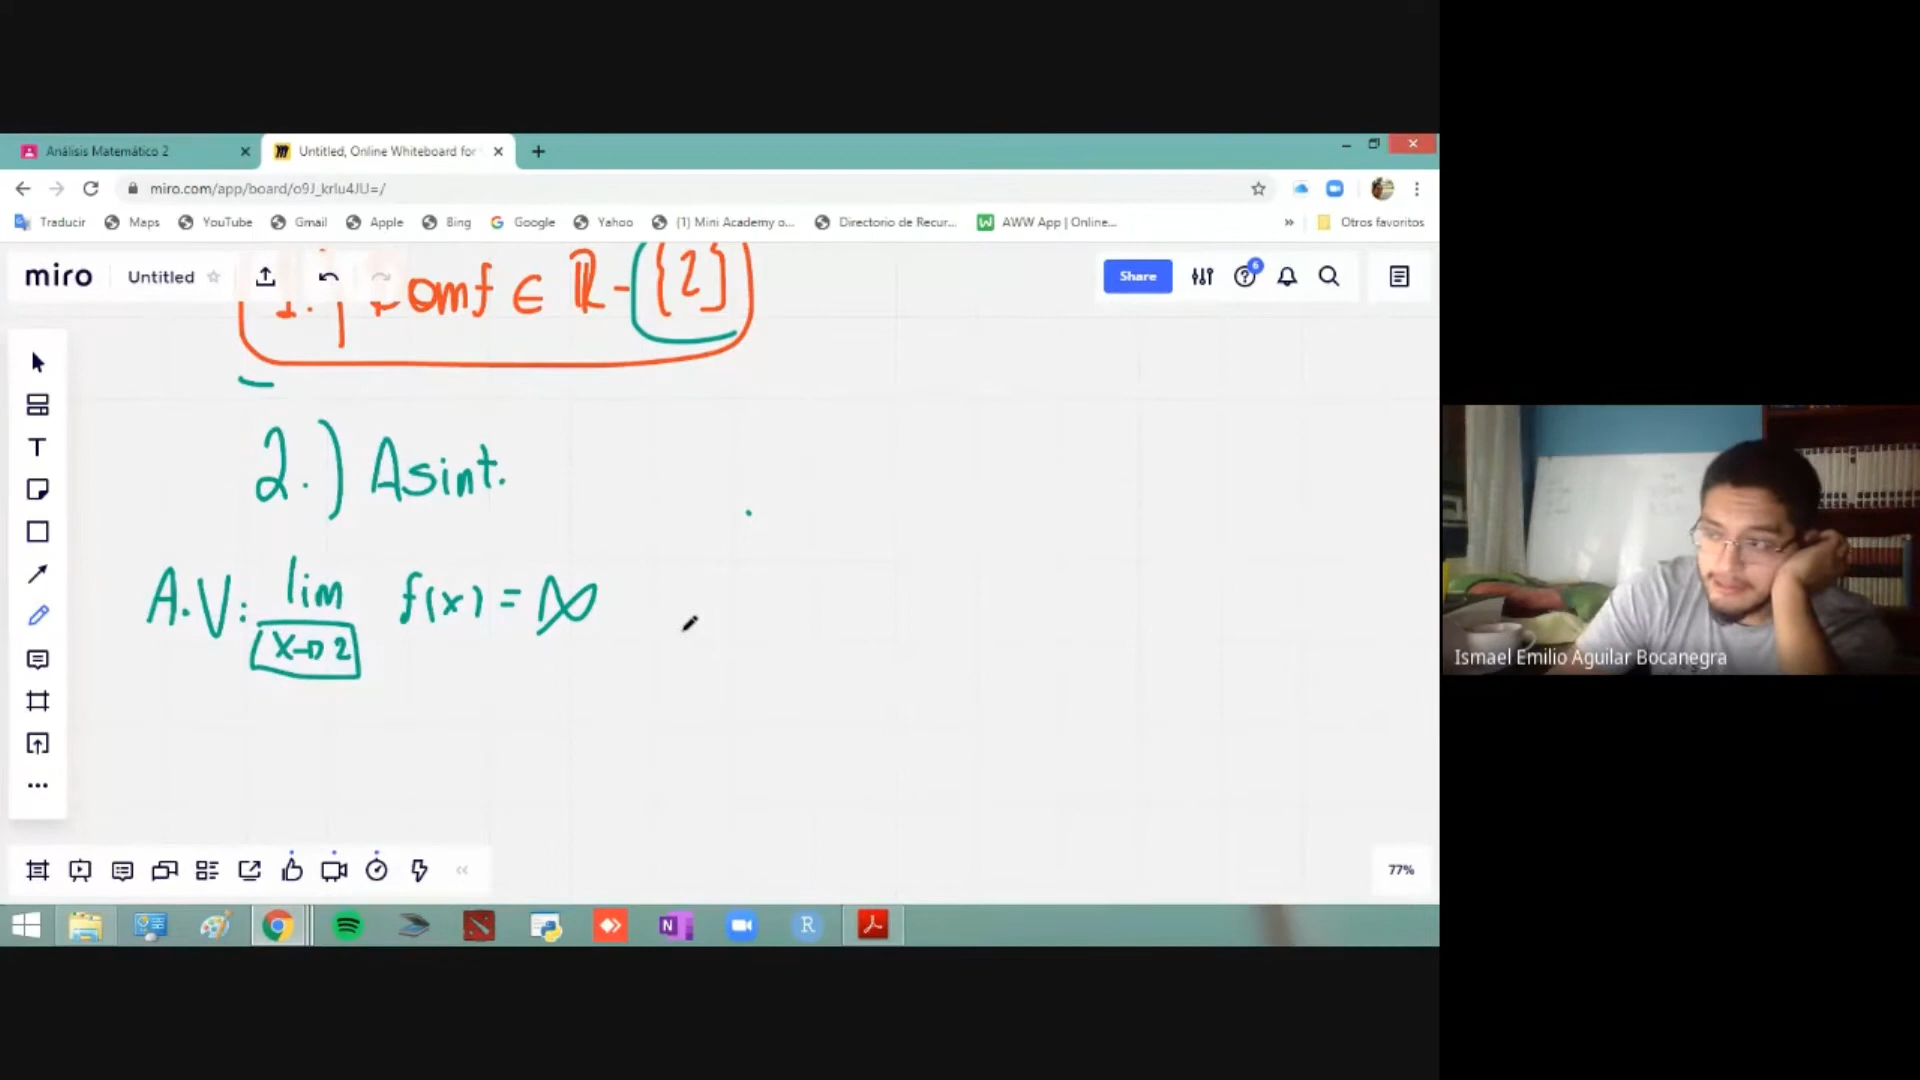 Análisis Matemático 2
Untitled, Online Whiteboard for
miro.com/app/board/o9J_krlu4JU=/
Traducir Maps YouTube Gmail Apple Bing Google Yahoo (1) Mini Academy o... Directorio de Recur... AWW App | Online... » Otros favoritos
miro Untitled Share 6
1.) Domf ∈ ℝ - {2}
2.) Asint.
A.V: lim f(x) = ∞
x→2
Ismael Emilio Aguilar Bocanegra
77%